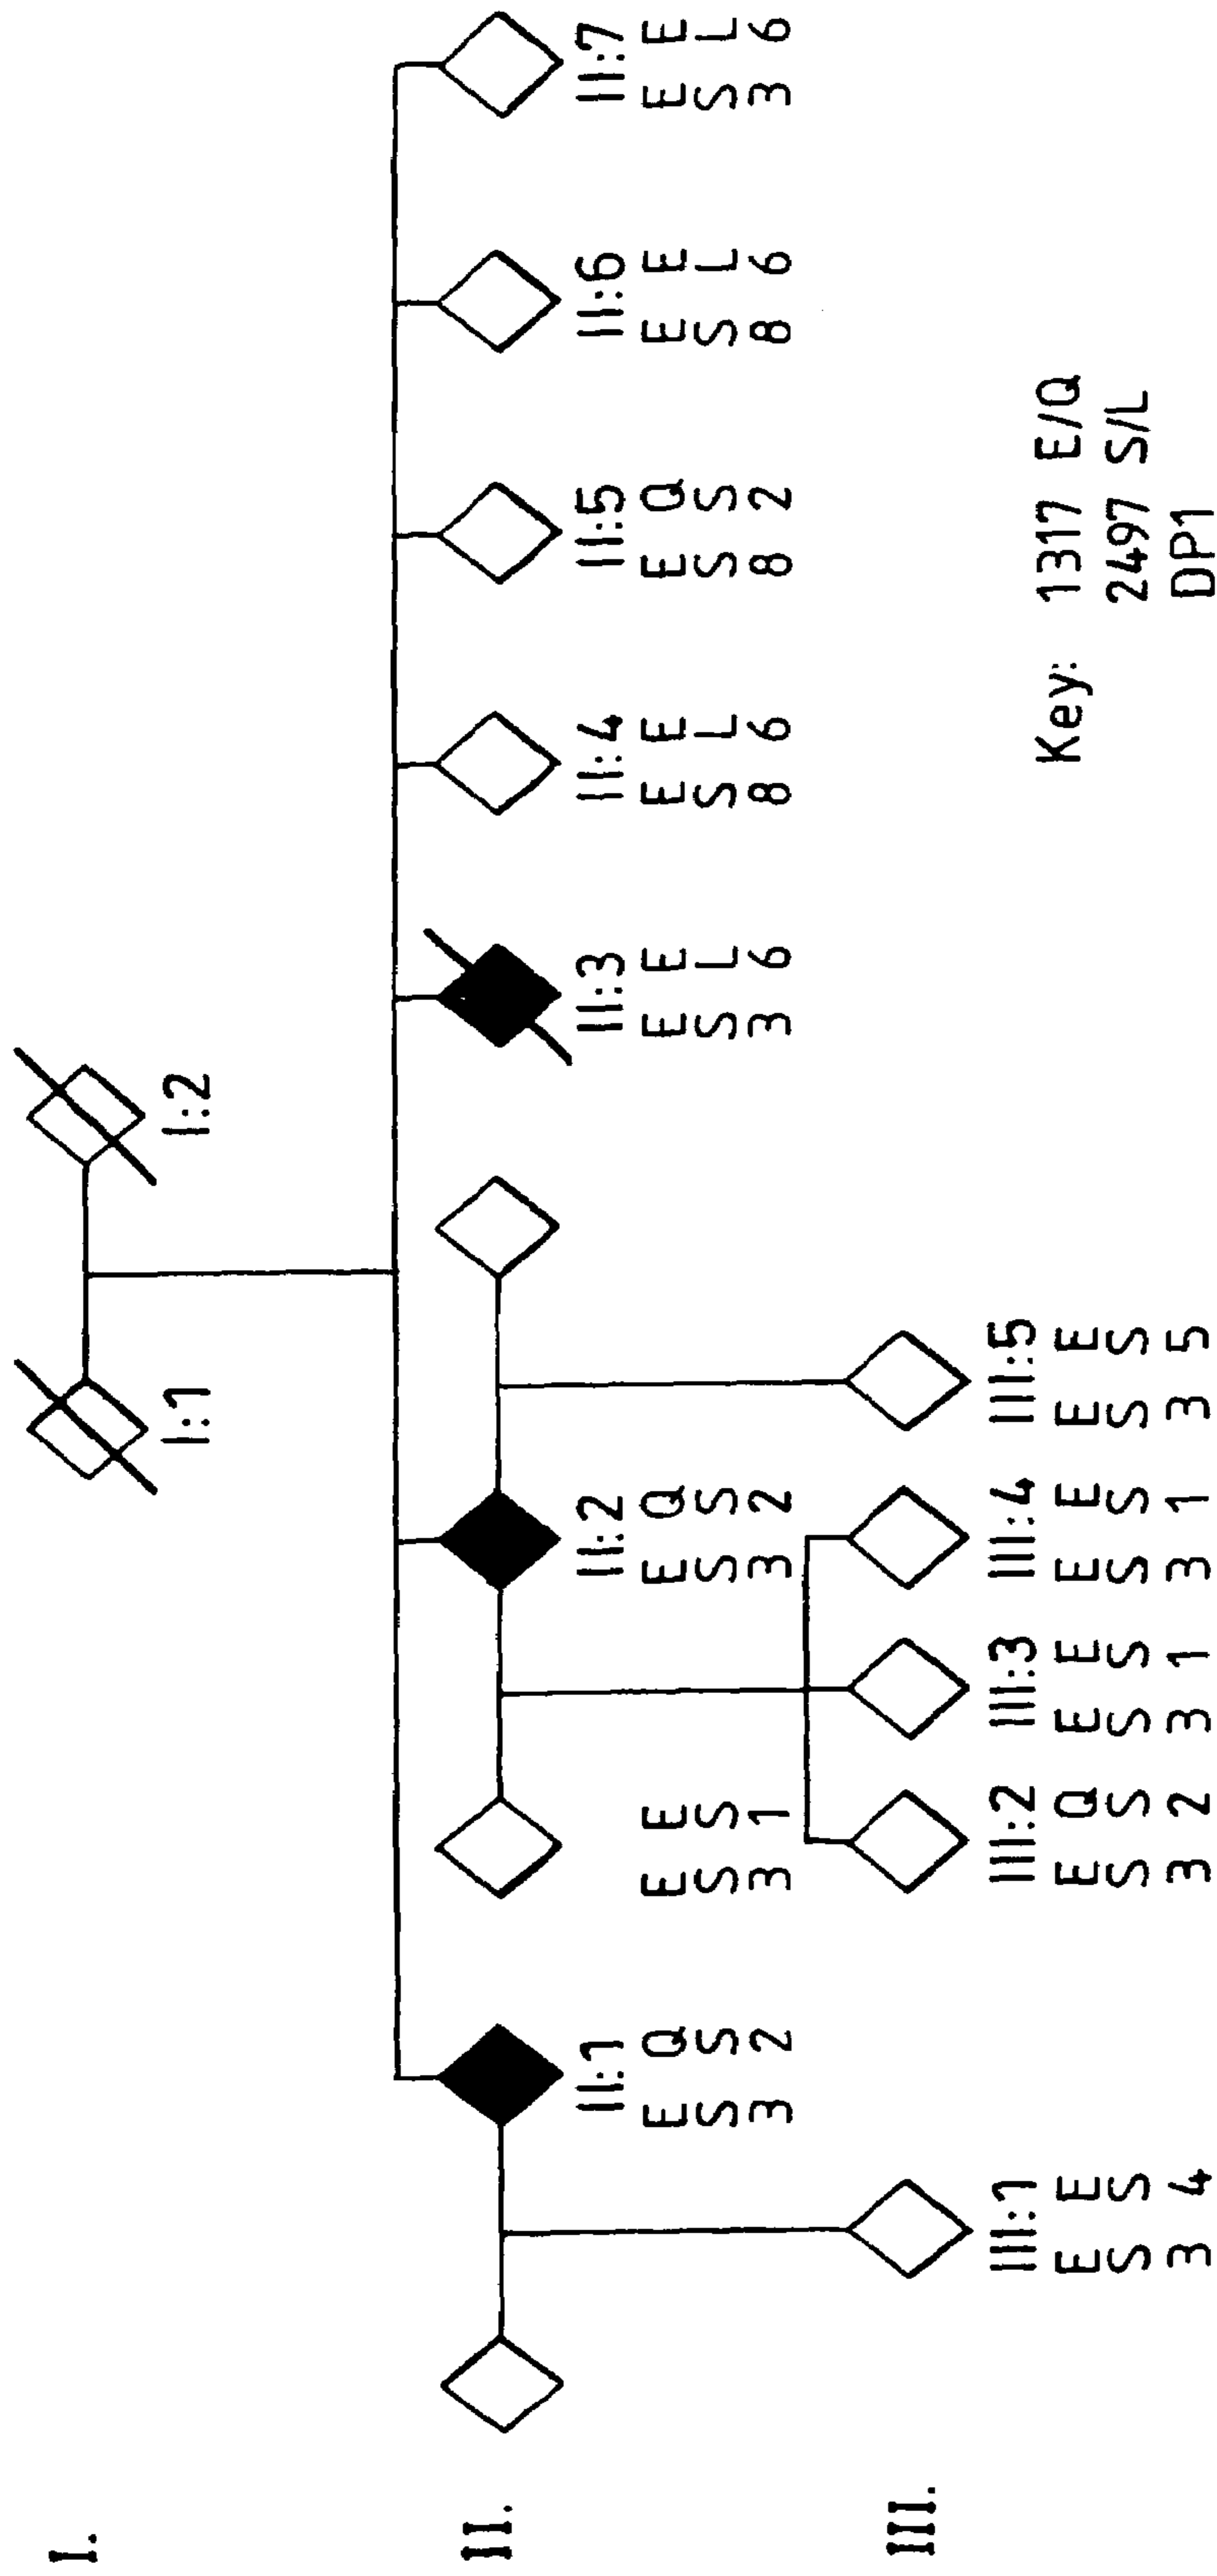 I.
I:1 I:2
II.
II:1 II:2 II:3 II:4 II:5 II:6 II:7
E Q E E E Q E E E E E Q E E E E
S S S S S S S L S L S S S L S L
3 2 3 1 3 2 3 6 8 6 8 2 8 6 3 6
III.
III:1 III:2 III:3 III:4 III:5
E E E Q E E E E E E
S S S S S S S S S S
3 4 3 2 3 1 3 1 3 5
Key: 1317 E/Q
2497 S/L
DP1